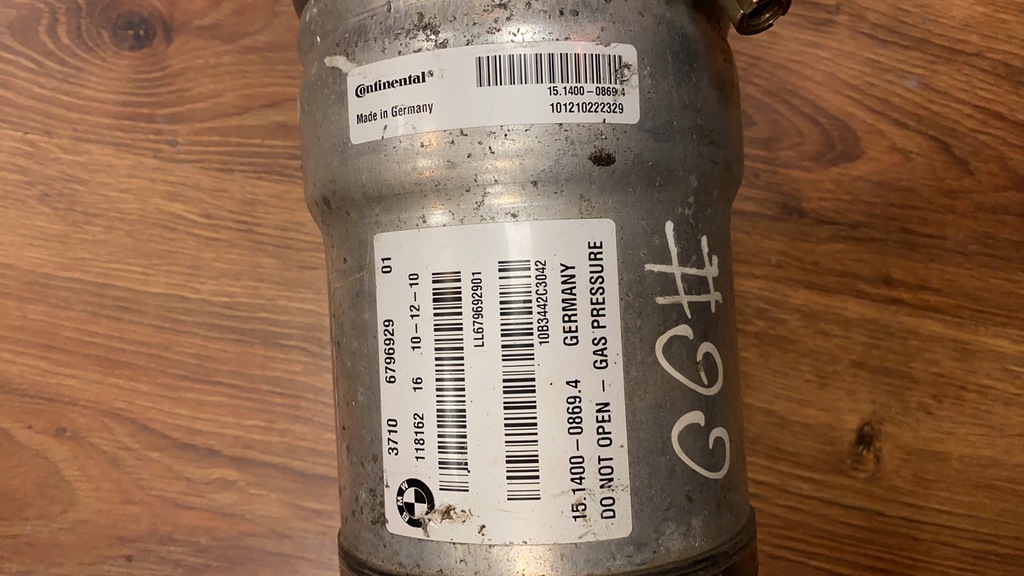 Continental
15.1400-0869.4
Made in Germany
101210222329
3710 6796929 01
118162 16 10-12-10
LL679692901
10B3442C3042
15.1400-0869.4 GERMANY
DO NOT OPEN - GAS PRESSURE
BMW